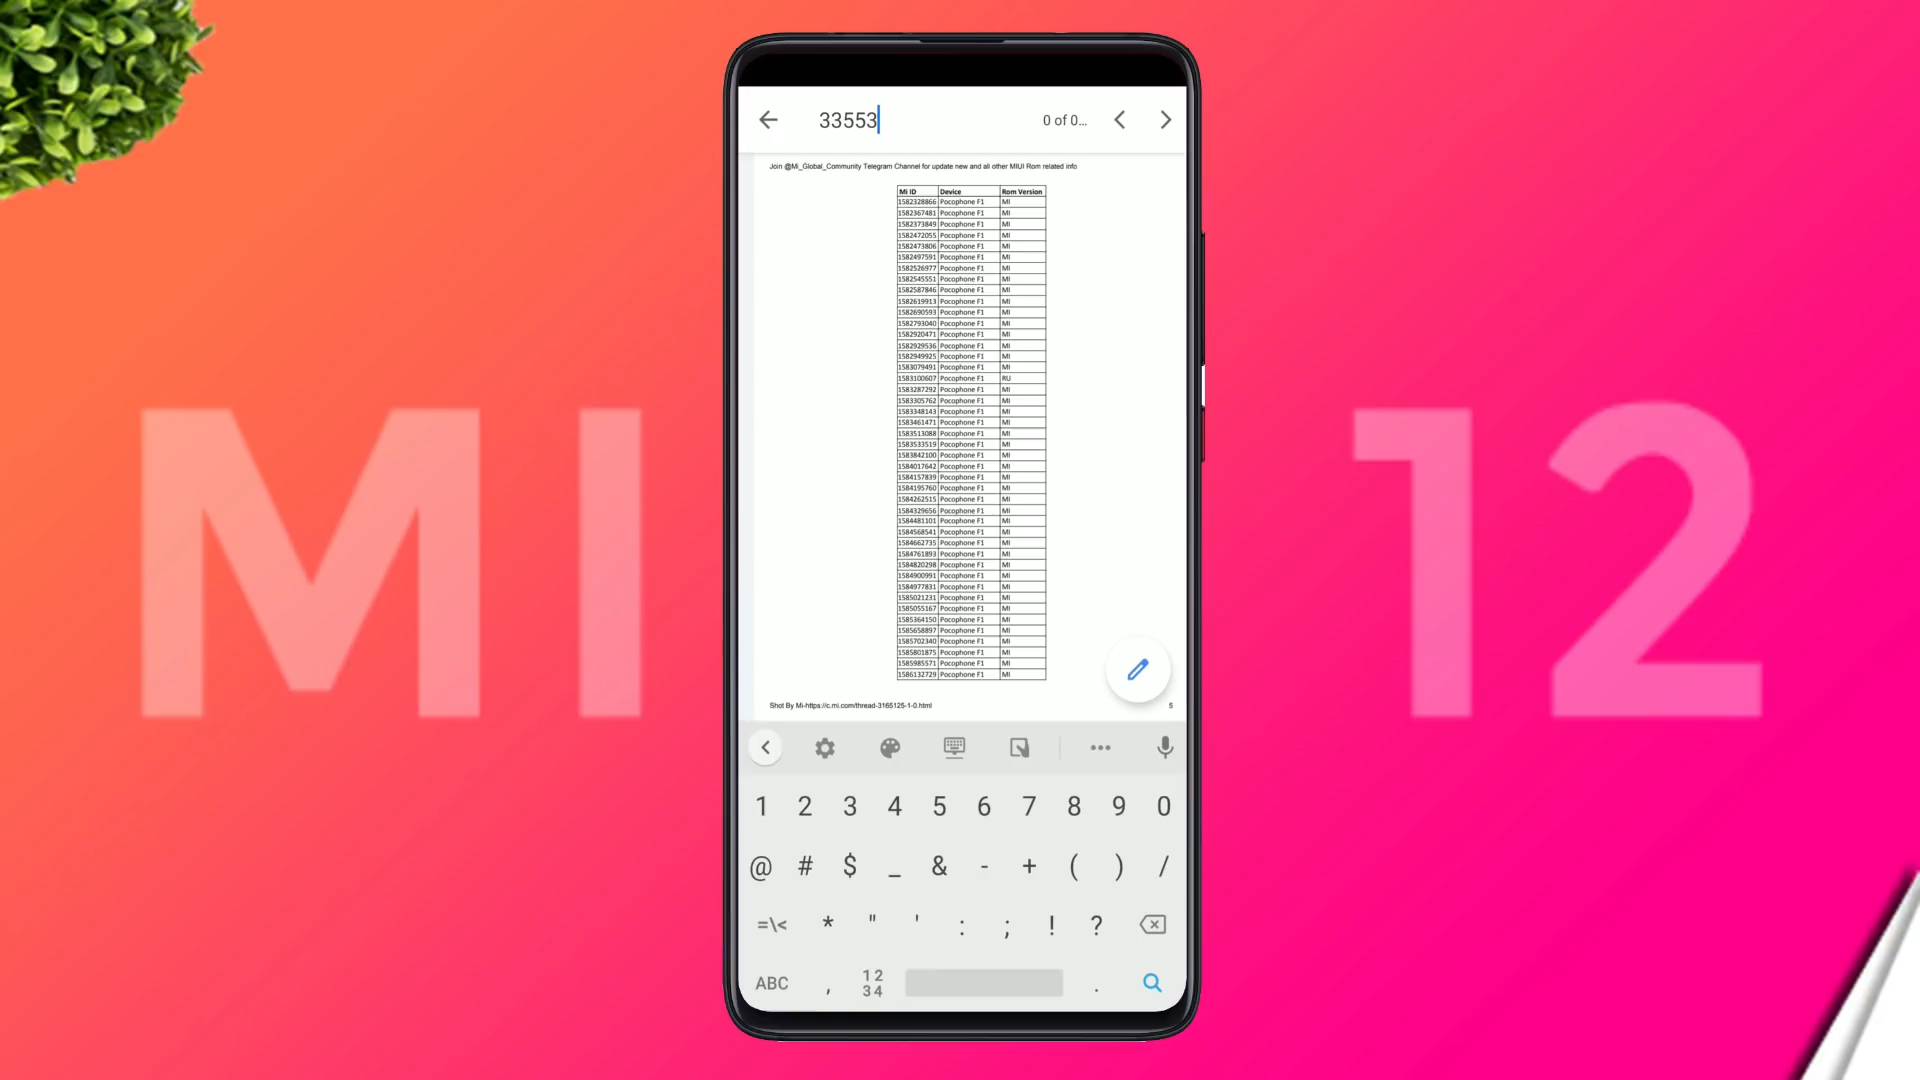 MI 12
33553
0 of 0...
Join @Mi_Global_Community Telegram Channel for update new and all other MIUI Rom related info
Mi ID Device Rom Version
1582328866 Pocophone F1 MI
1582367481 Pocophone F1 MI
1582373849 Pocophone F1 MI
1582472055 Pocophone F1 MI
1582473806 Pocophone F1 MI
1582497591 Pocophone F1 MI
1582526977 Pocophone F1 MI
1582545551 Pocophone F1 MI
1582587846 Pocophone F1 MI
1582619913 Pocophone F1 MI
1582690593 Pocophone F1 MI
1582793040 Pocophone F1 MI
1582920471 Pocophone F1 MI
1582929536 Pocophone F1 MI
1582949925 Pocophone F1 MI
1583079491 Pocophone F1 MI
1583100607 Pocophone F1 RU
1583287292 Pocophone F1 MI
1583305762 Pocophone F1 MI
1583348143 Pocophone F1 MI
1583461471 Pocophone F1 MI
1583513088 Pocophone F1 MI
1583533519 Pocophone F1 MI
1583842100 Pocophone F1 MI
1584017642 Pocophone F1 MI
1584157839 Pocophone F1 MI
1584195760 Pocophone F1 MI
1584262515 Pocophone F1 MI
1584329656 Pocophone F1 MI
1584481101 Pocophone F1 MI
1584568541 Pocophone F1 MI
1584662735 Pocophone F1 MI
1584761893 Pocophone F1 MI
1584820298 Pocophone F1 MI
1584900991 Pocophone F1 MI
1584977831 Pocophone F1 MI
1585021231 Pocophone F1 MI
1585055167 Pocophone F1 MI
1585364150 Pocophone F1 MI
1585658897 Pocophone F1 MI
1585702340 Pocophone F1 MI
1585801875 Pocophone F1 MI
1585985571 Pocophone F1 MI
1586132729 Pocophone F1 MI
Shot By Mi-https://c.mi.com/thread-3165125-1-0.html 5
1 2 3 4 5 6 7 8 9 0
@ # $ _ & - + ( ) /
=\< * " ' : ; ! ?
ABC , 12 34 .